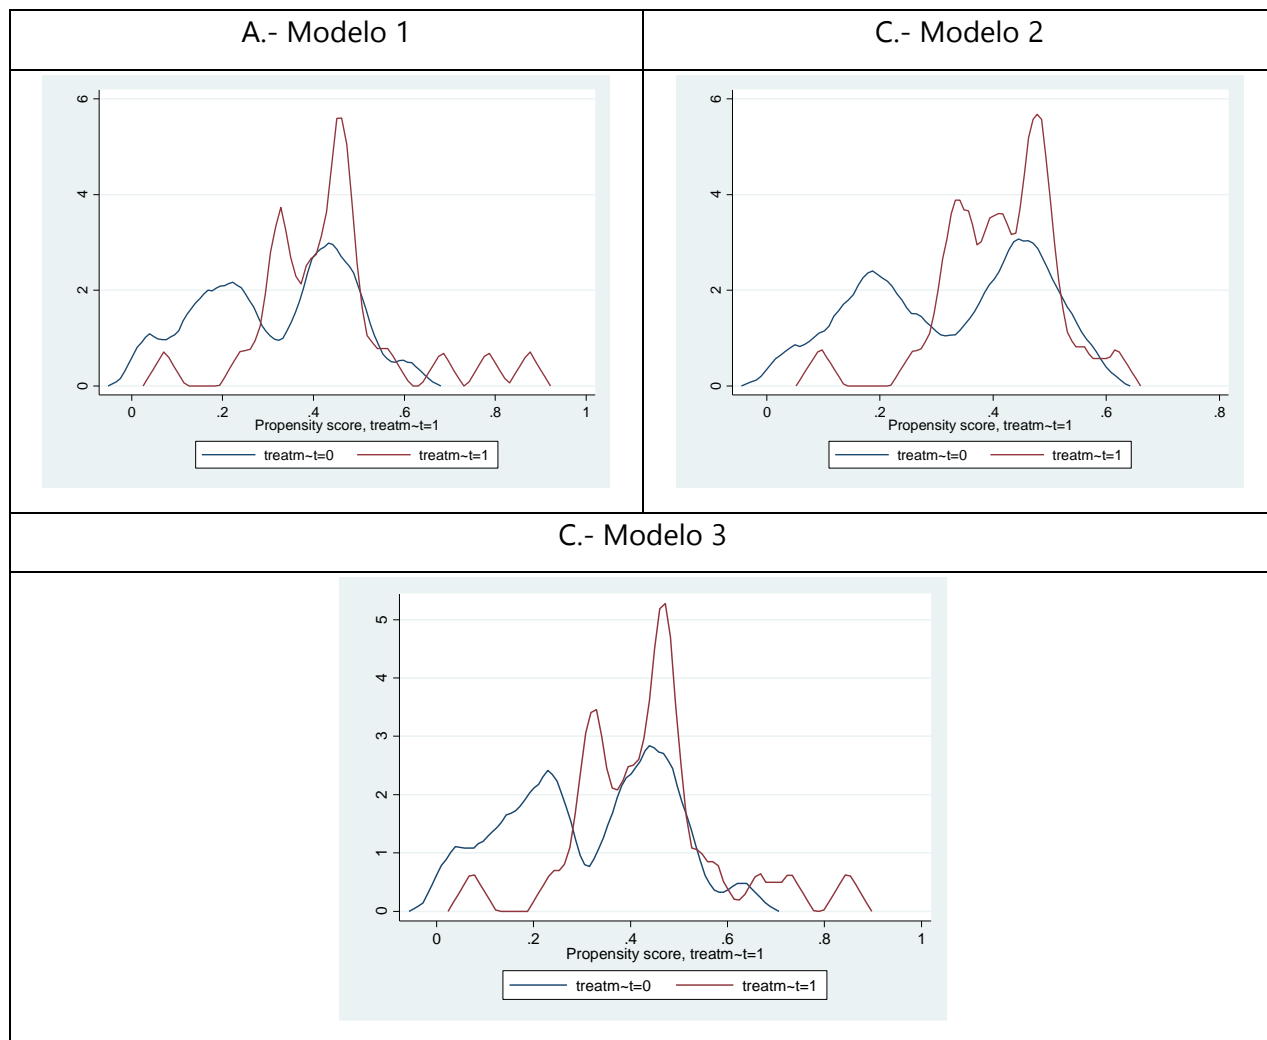 A.- Modelo 1
C.- Modelo 2
6
4
2
0
0 .2 .4 .6 .8 1
Propensity score, treatm~t=1
treatm~t=0 treatm~t=1
6
4
2
0
0 .2 .4 .6 .8
Propensity score, treatm~t=1
treatm~t=0 treatm~t=1
C.- Modelo 3
5
4
3
2
1
0
0 .2 .4 .6 .8 1
Propensity score, treatm~t=1
treatm~t=0 treatm~t=1